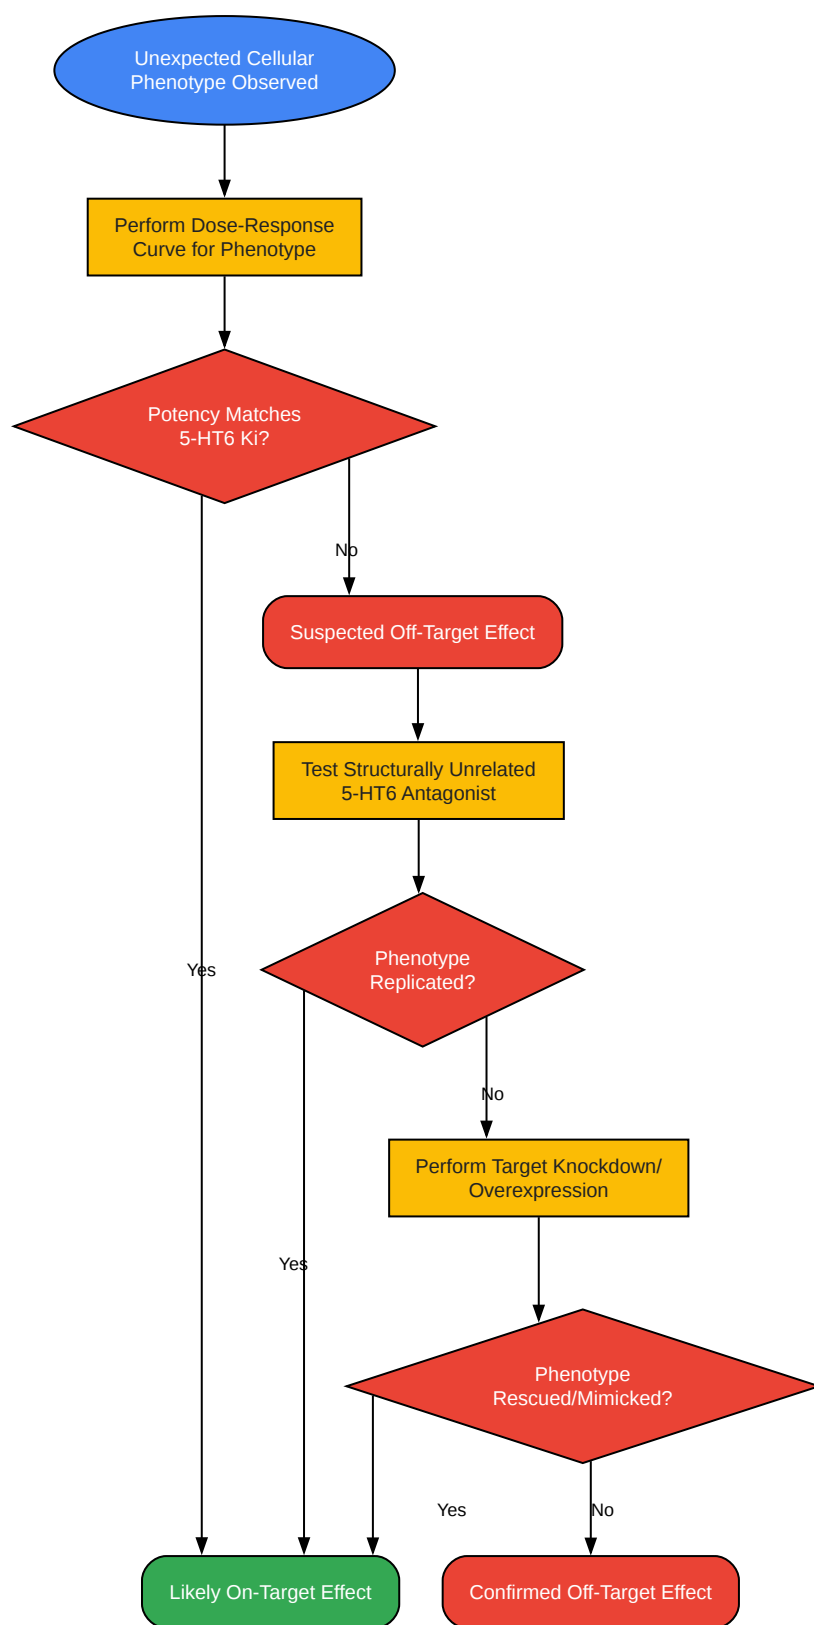 Unexpected Cellular
Phenotype Observed
Perform Dose-Response
Curve for Phenotype
Potency Matches
5-HT6 Ki?
No
Suspected Off-Target Effect
Test Structurally Unrelated
5-HT6 Antagonist
Phenotype
Replicated?
Yes
No
Perform Target Knockdown/
Overexpression
Yes
Phenotype
Rescued/Mimicked?
Yes
No
Likely On-Target Effect
Confirmed Off-Target Effect